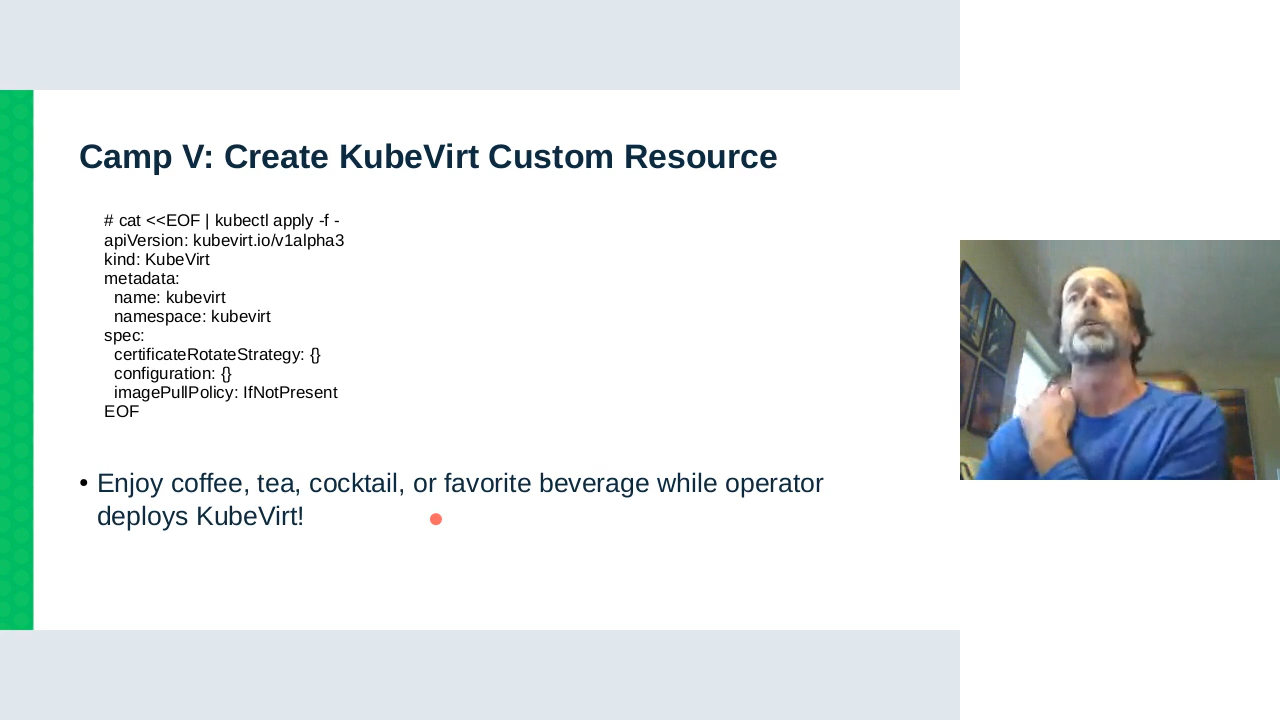 Camp V: Create KubeVirt Custom Resource
# cat <<EOF | kubectl apply -f -
apiVersion: kubevirt.io/v1alpha3
kind: KubeVirt
metadata:
  name: kubevirt
  namespace: kubevirt
spec:
  certificateRotateStrategy: {}
  configuration: {}
  imagePullPolicy: IfNotPresent
EOF
• Enjoy coffee, tea, cocktail, or favorite beverage while operator
deploys KubeVirt!